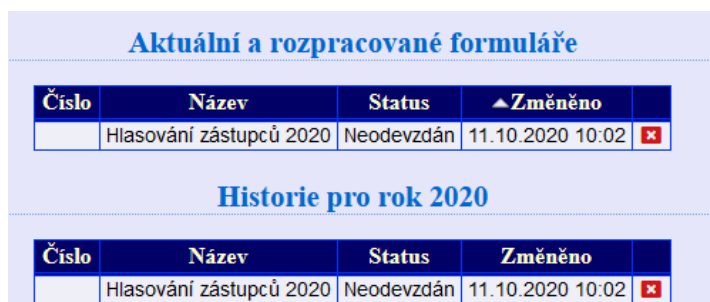 Aktuální a rozpracované formuláře
Číslo Název Status Změněno
Hlasování zástupců 2020 Neodevzdán 11.10.2020 10:02
Historie pro rok 2020
Číslo Název Status Změněno
Hlasování zástupců 2020 Neodevzdán 11.10.2020 10:02